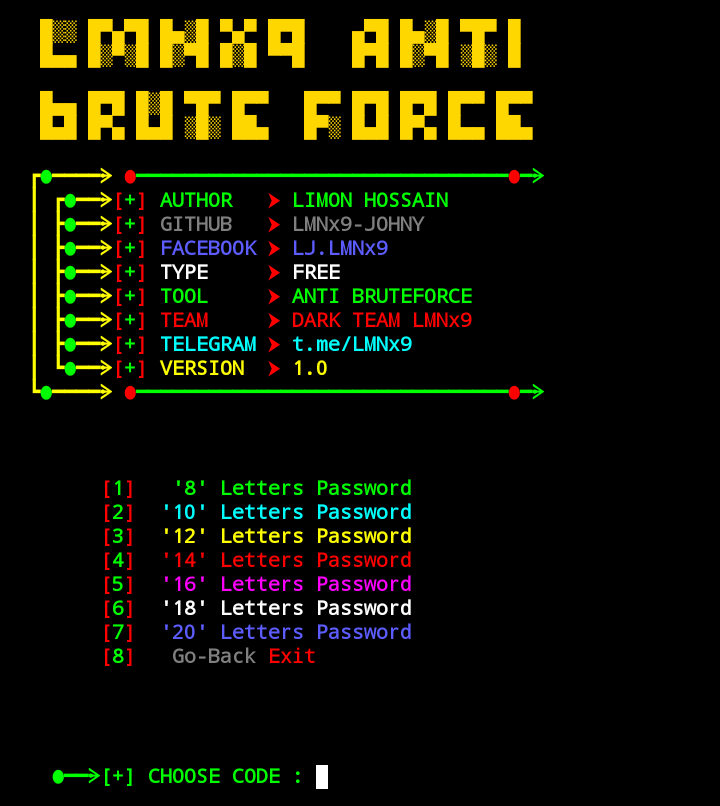 LMNX9 ANTI
bRUTE FORCE
[+] AUTHOR ➤ LIMON HOSSAIN
[+] GITHUB ➤ LMNx9-JOHNY
[+] FACEBOOK ➤ LJ.LMNx9
[+] TYPE ➤ FREE
[+] TOOL ➤ ANTI BRUTEFORCE
[+] TEAM ➤ DARK TEAM LMNx9
[+] TELEGRAM ➤ t.me/LMNx9
[+] VERSION ➤ 1.0
[1] '8' Letters Password
[2] '10' Letters Password
[3] '12' Letters Password
[4] '14' Letters Password
[5] '16' Letters Password
[6] '18' Letters Password
[7] '20' Letters Password
[8] Go-Back Exit
[+] CHOOSE CODE :